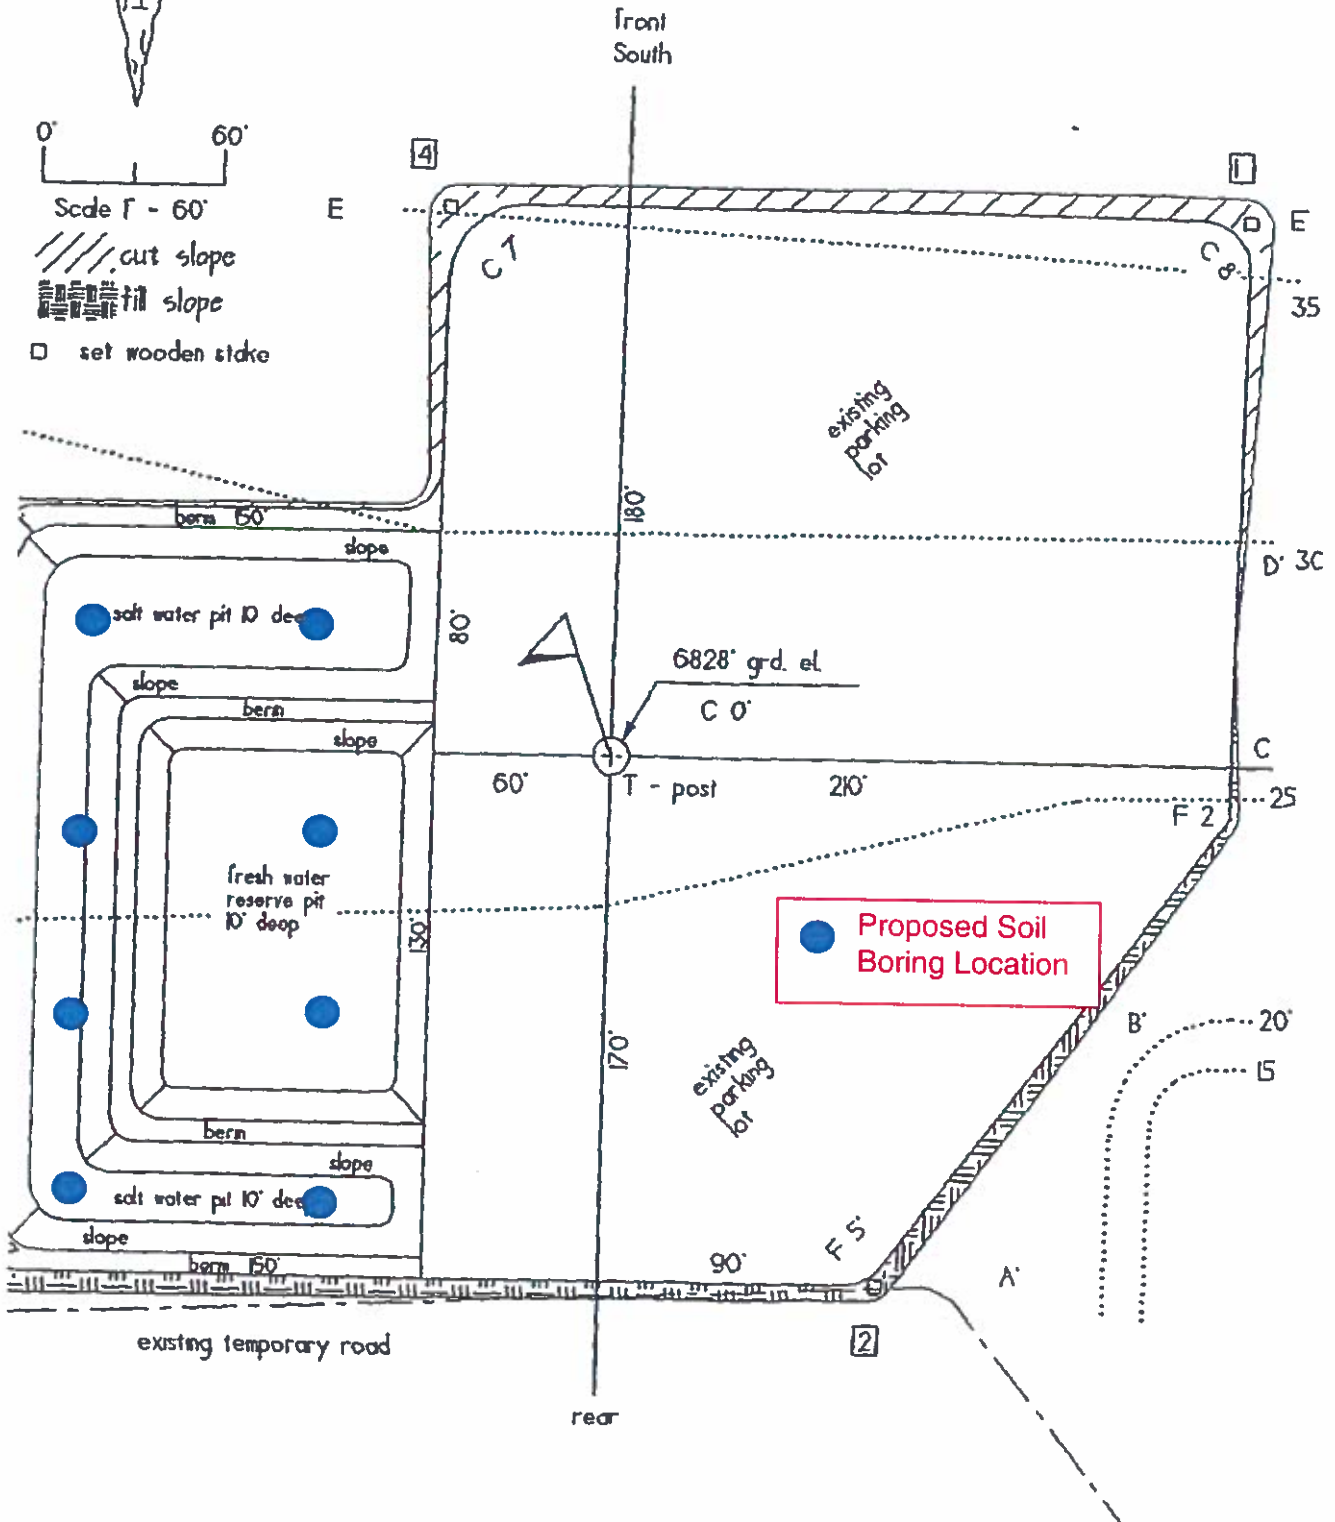 front
South
0'
60'
4
1
Scale 1" - 60'
cut slope
fill slope
set wooden stake
E
E
C 7
C 8
35
existing
parking
lot
180'
berm 150'
slope
D' 30
salt water pit 10 deep
80'
slope
berm
slope
6828' grd. el.
C 0'
C
60'
T - post
210'
25
F 2
fresh water
reserve pit
10' deep
130'
Proposed Soil
Boring Location
B'
20'
15
170'
existing
parking
lot
berm
slope
salt water pit 10' deep
slope
berm 150'
90'
F 5'
A'
existing temporary road
2
rear